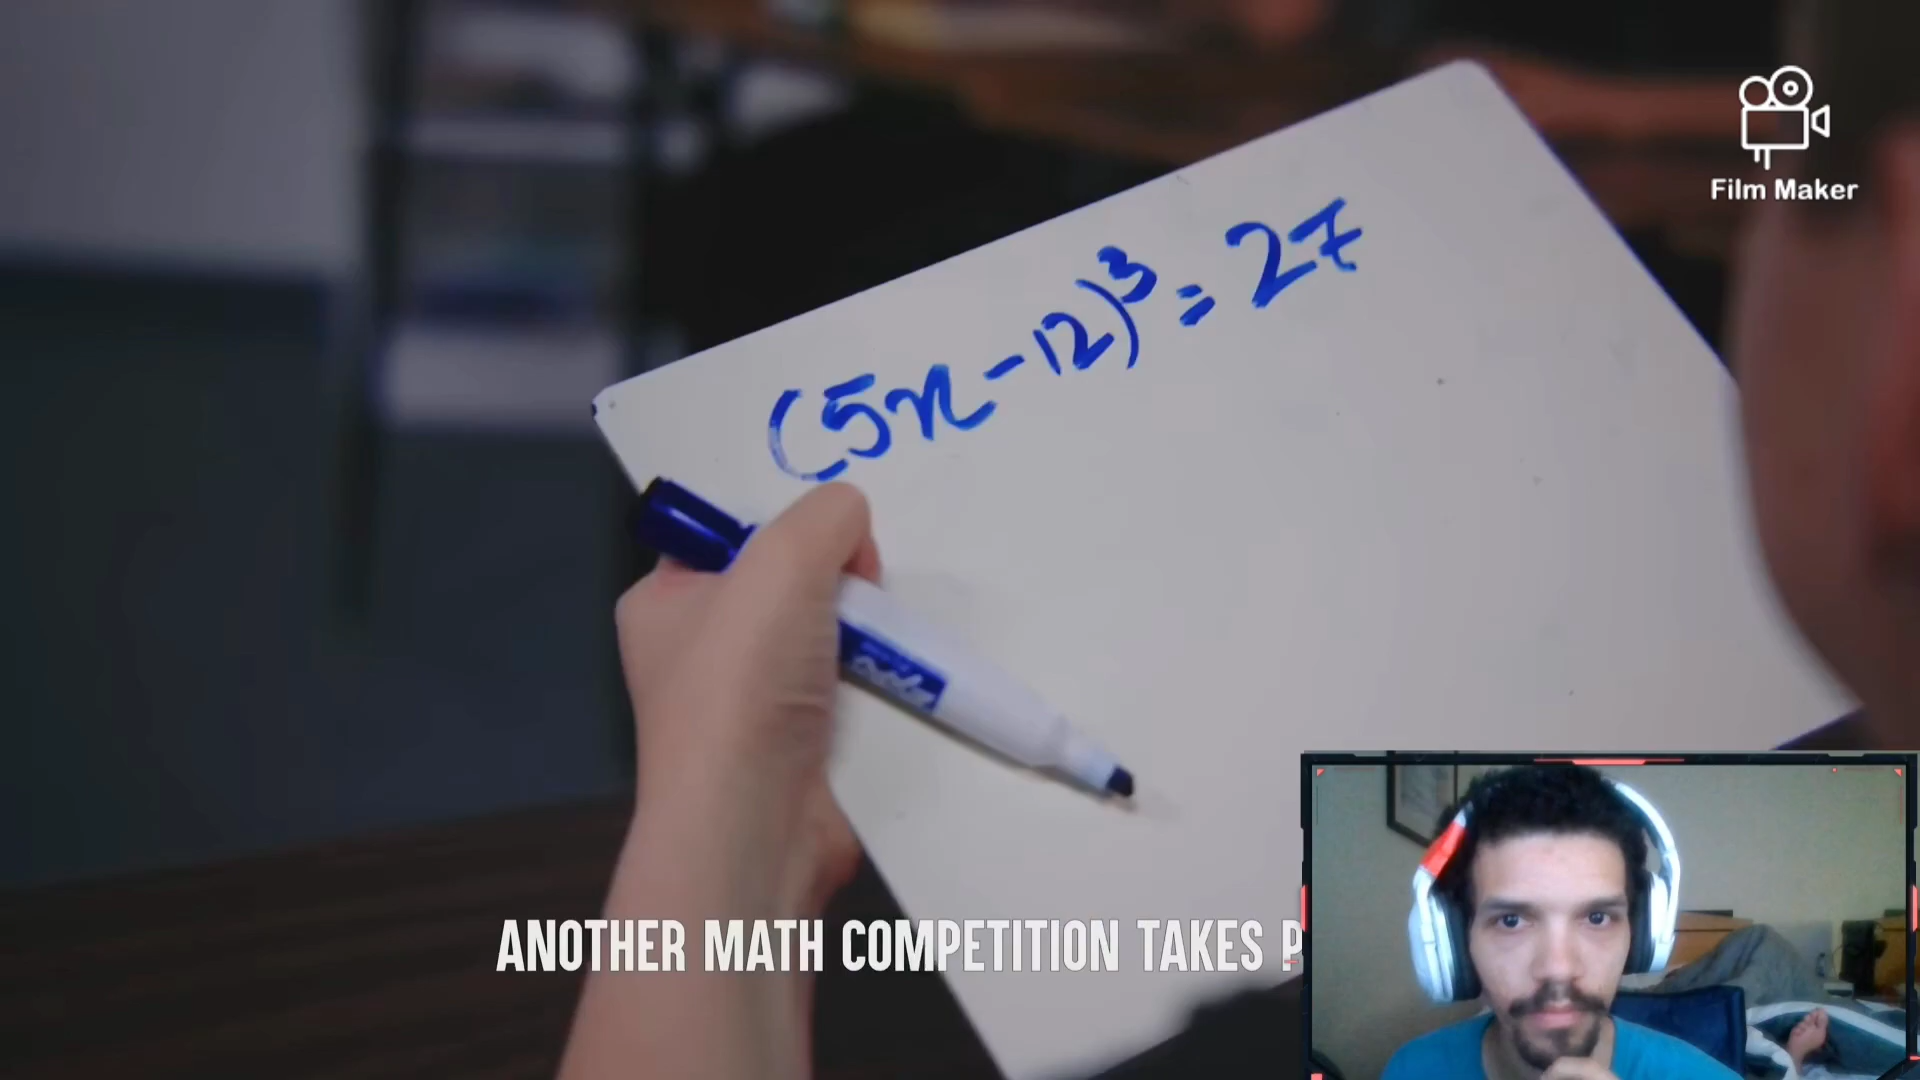 Film Maker
(5x-12)³ = 27
ANOTHER MATH COMPETITION TAKES P